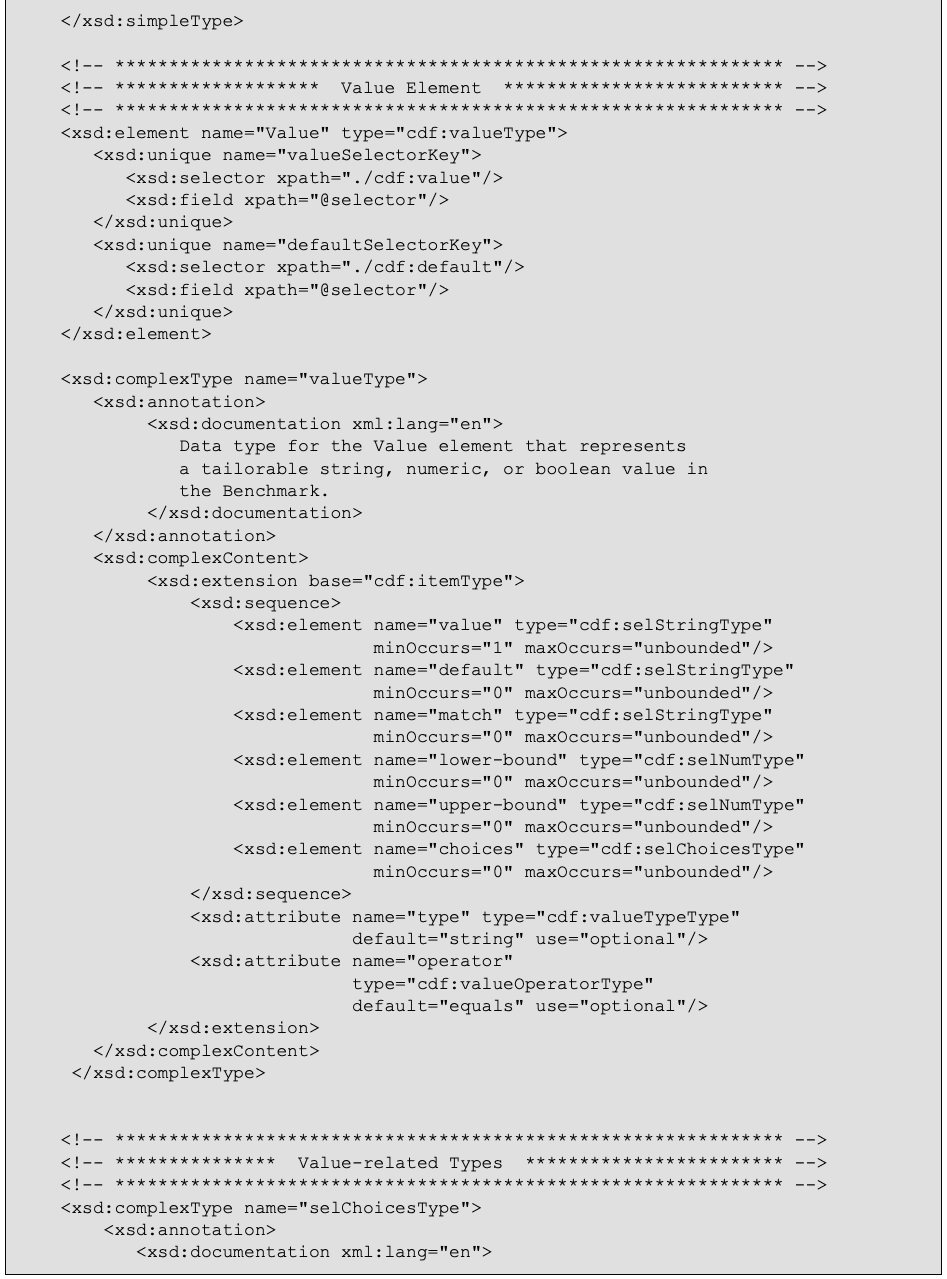 </xsd:simpleType>
<!-- ************************************************************** -->
<!-- ******************* Value Element ************************** -->
<!-- ************************************************************** -->
<xsd:element name="Value" type="cdf:valueType">
<xsd:unique name="valueSelectorKey">
<xsd:selector xpath="./cdf:value"/>
<xsd:field xpath="@selector"/>
</xsd:unique>
<xsd:unique name="defaultSelectorKey">
<xsd:selector xpath="./cdf:default"/>
<xsd:field xpath="@selector"/>
</xsd:unique>
</xsd:element>
<xsd:complexType name="valueType">
<xsd:annotation>
<xsd:documentation xml:lang="en">
Data type for the Value element that represents
a tailorable string, numeric, or boolean value in
the Benchmark.
</xsd:documentation>
</xsd:annotation>
<xsd:complexContent>
<xsd:extension base="cdf:itemType">
<xsd:sequence>
<xsd:element name="value" type="cdf:selStringType"
minOccurs="1" maxOccurs="unbounded"/>
<xsd:element name="default" type="cdf:selStringType"
minOccurs="0" maxOccurs="unbounded"/>
<xsd:element name="match" type="cdf:selStringType"
minOccurs="0" maxOccurs="unbounded"/>
<xsd:element name="lower-bound" type="cdf:selNumType"
minOccurs="0" maxOccurs="unbounded"/>
<xsd:element name="upper-bound" type="cdf:selNumType"
minOccurs="0" maxOccurs="unbounded"/>
<xsd:element name="choices" type="cdf:selChoicesType"
minOccurs="0" maxOccurs="unbounded"/>
</xsd:sequence>
<xsd:attribute name="type" type="cdf:valueTypeType"
default="string" use="optional"/>
<xsd:attribute name="operator"
type="cdf:valueOperatorType"
default="equals" use="optional"/>
</xsd:extension>
</xsd:complexContent>
</xsd:complexType>
<!-- ************************************************************** -->
<!-- *************** Value-related Types ************************ -->
<!-- ************************************************************** -->
<xsd:complexType name="selChoicesType">
<xsd:annotation>
<xsd:documentation xml:lang="en">